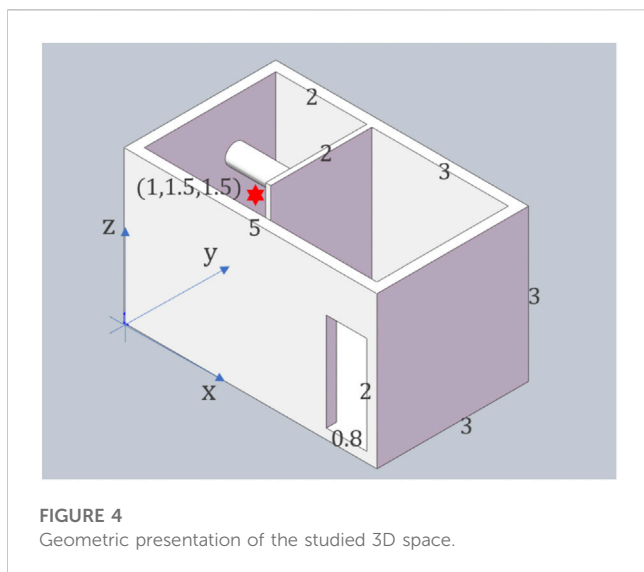 2
2
3
(1,1.5,1.5)
5
z
y
3
x
2
0.8
3
FIGURE 4
Geometric presentation of the studied 3D space.